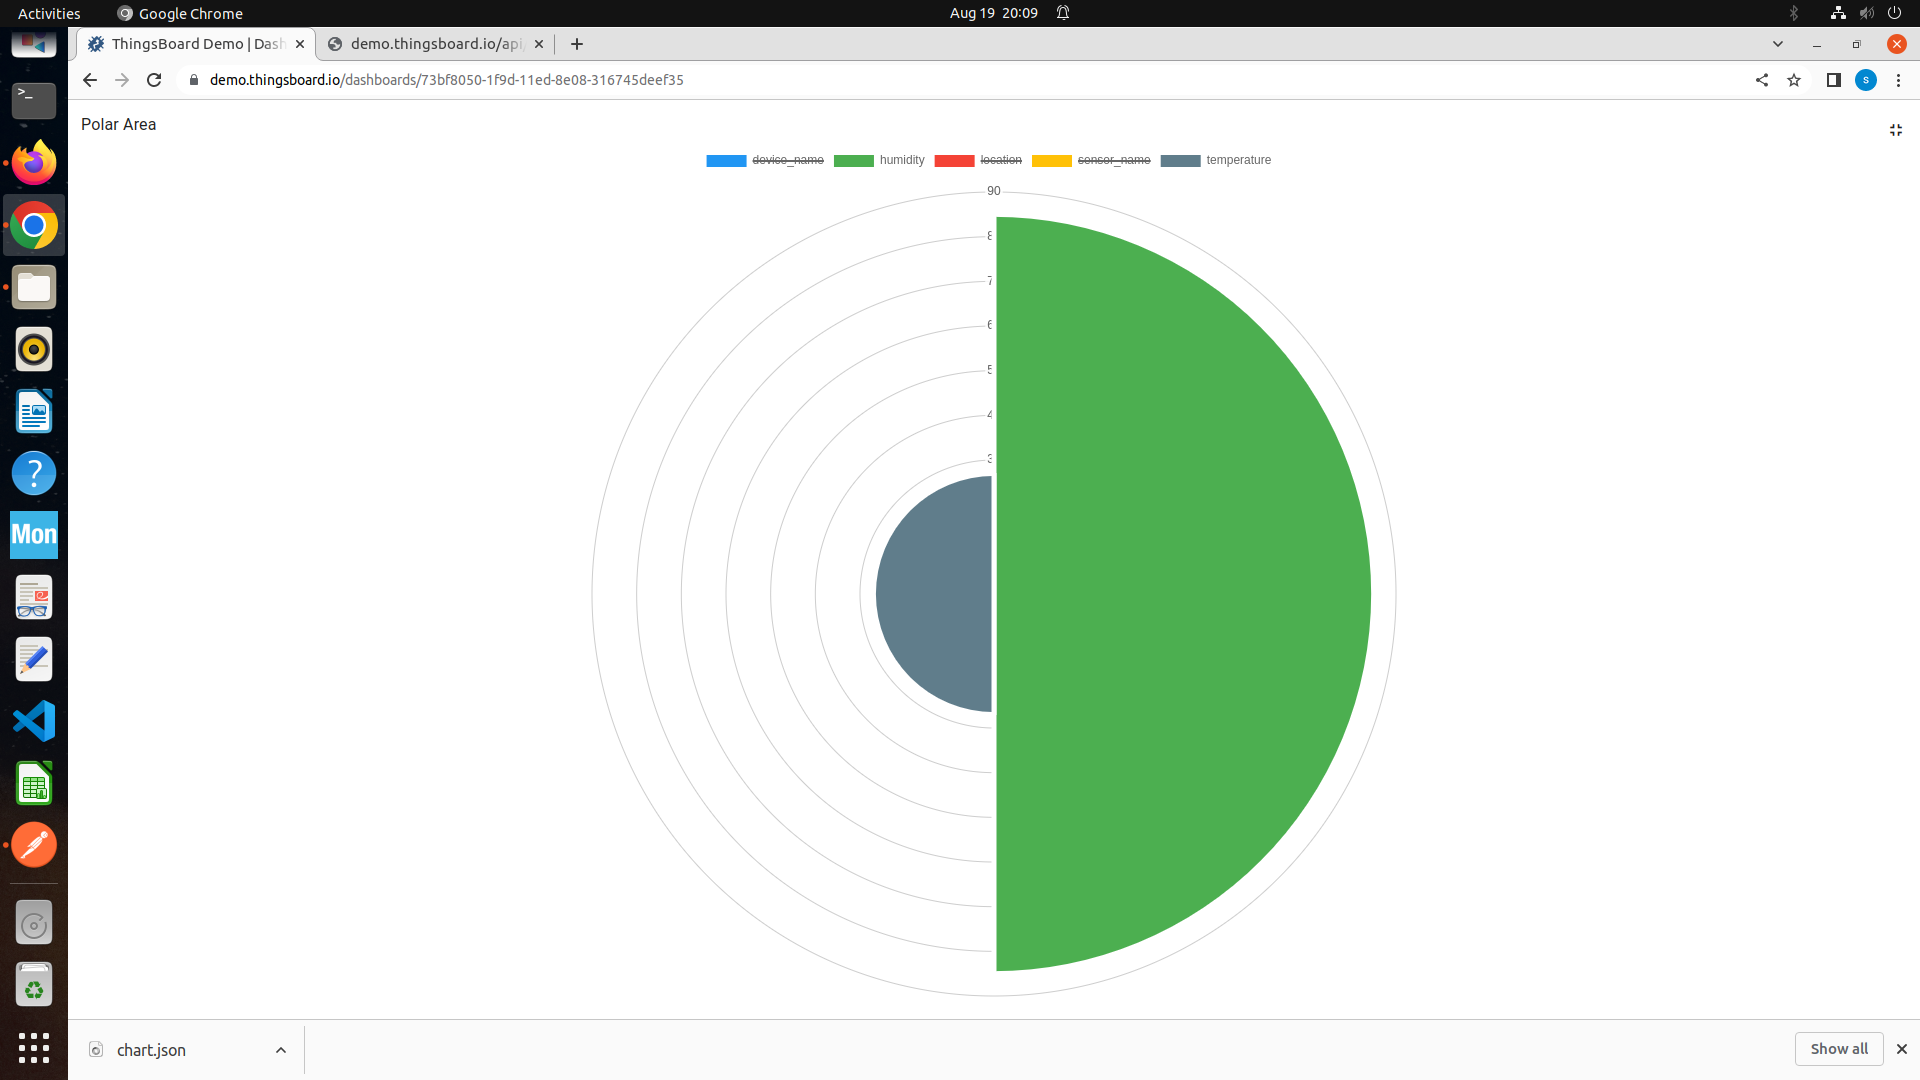 Activities
Google Chrome
Aug 19 20:09
ThingsBoard Demo | Dash
demo.thingsboard.io/api
demo.thingsboard.io/dashboards/73bf8050-1f9d-11ed-8e08-316745deef35
s
Polar Area
device_name humidity location sensor_name temperature
90
8
7
6
5
4
3
>_
?
Mon
chart.json
Show all